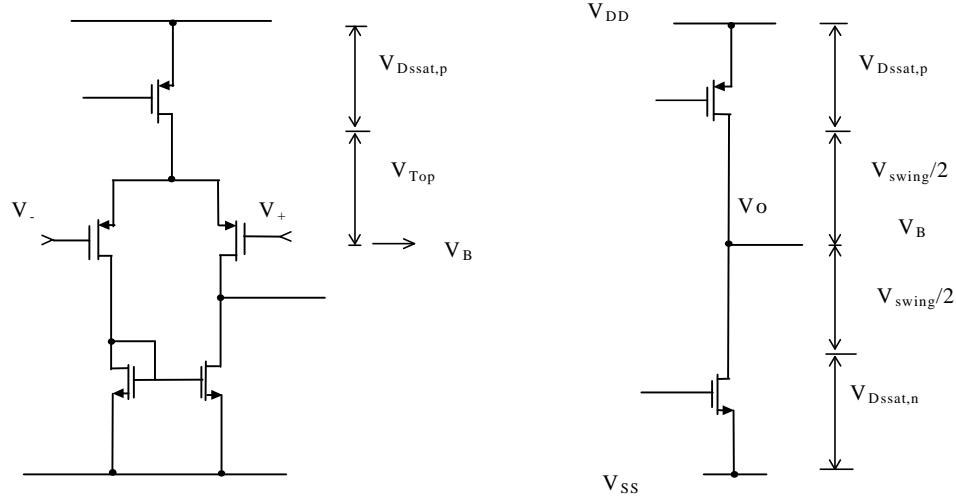 V_Dssat,p
V_Top
V_-
V_+
V_B
V_DD
V_Dssat,p
V_swing/2
Vo
V_B
V_swing/2
V_Dssat,n
V_SS